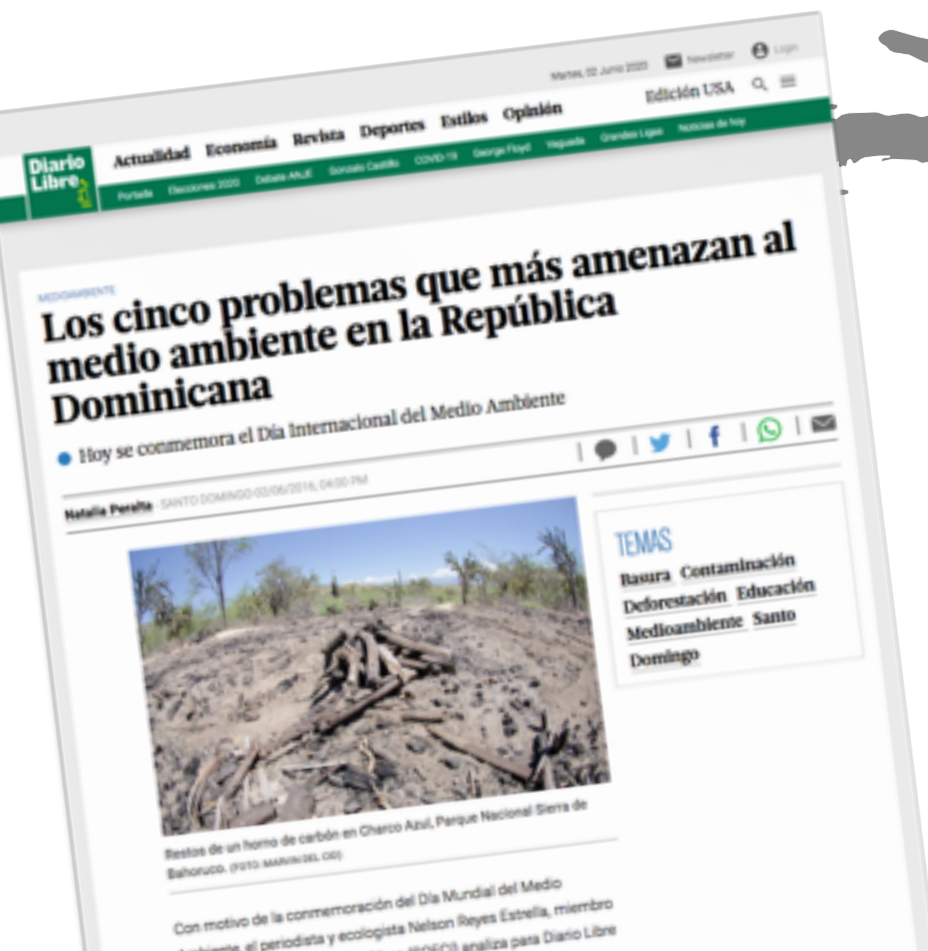 Martes, 02 Junio 2020 Newsletter Login
Actualidad Economía Revista Deportes Estilos Opinión Edición USA
Diario
Libre
Portada Elecciones 2020 Debate ANJE Gonzalo Castillo COVID-19 George Floyd Vaguada Grandes Ligas Noticias de hoy
MEDIOAMBIENTE
Los cinco problemas que más amenazan al
medio ambiente en la República
Dominicana
Hoy se conmemora el Día Internacional del Medio Ambiente
Natalia Peralta - SANTO DOMINGO 03/06/2016, 04:00 PM
TEMAS
Basura Contaminación
Deforestación Educación
Medioambiente Santo
Domingo
Restos de un horno de carbón en Charco Azul, Parque Nacional Sierra de
Bahoruco. (FOTO: MARVIN DEL CID)
Con motivo de la conmemoración del Día Mundial del Medio
Ambiente, el periodista y ecologista Nelson Reyes Estrella, miembro
analiza para Diario Libre